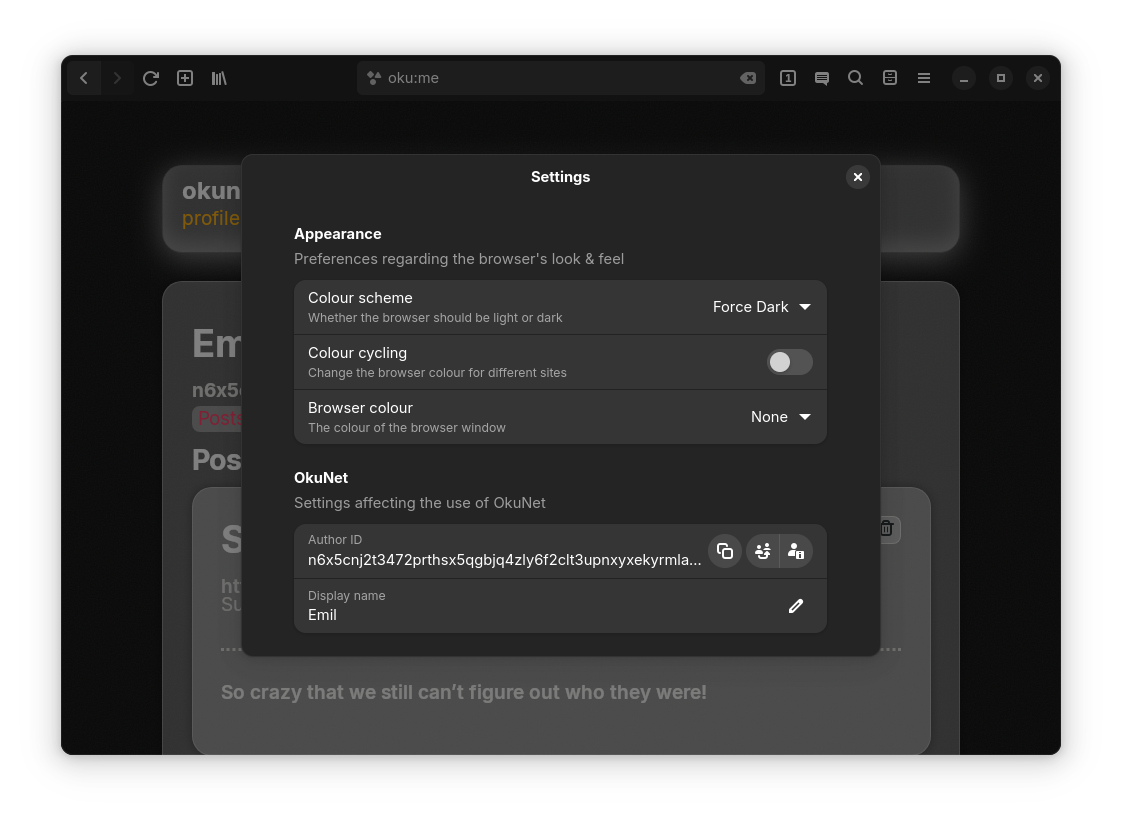 oku:me
1
Settings
okun
profile
Appearance
Preferences regarding the browser's look & feel
Colour scheme
Whether the browser should be light or dark
Force Dark
Colour cycling
Change the browser colour for different sites
Browser colour
The colour of the browser window
None
Em
n6x5c
Posts
Pos
OkuNet
Settings affecting the use of OkuNet
Author ID
n6x5cnj2t3472prthsx5qgbjq4zly6f2clt3upnxyxekyrmla...
Display name
Emil
S
ht
Su
So crazy that we still can’t figure out who they were!